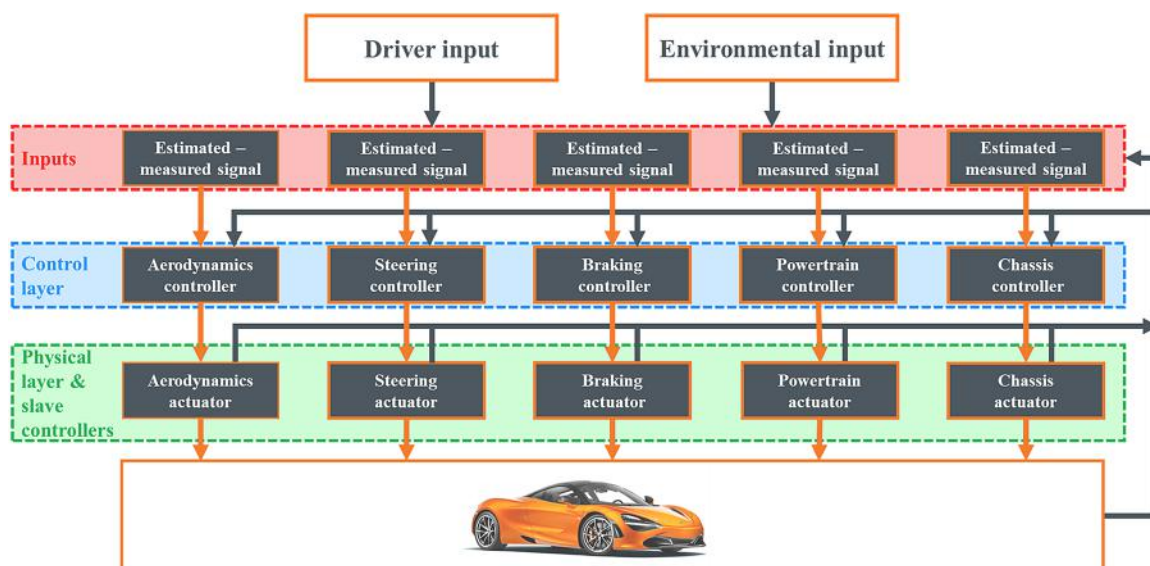 Driver input
Environmental input
Inputs
Estimated –
measured signal
Estimated –
measured signal
Estimated –
measured signal
Estimated –
measured signal
Estimated –
measured signal
Control
layer
Aerodynamics
controller
Steering
controller
Braking
controller
Powertrain
controller
Chassis
controller
Physical
layer &
slave
controllers
Aerodynamics
actuator
Steering
actuator
Braking
actuator
Powertrain
actuator
Chassis
actuator